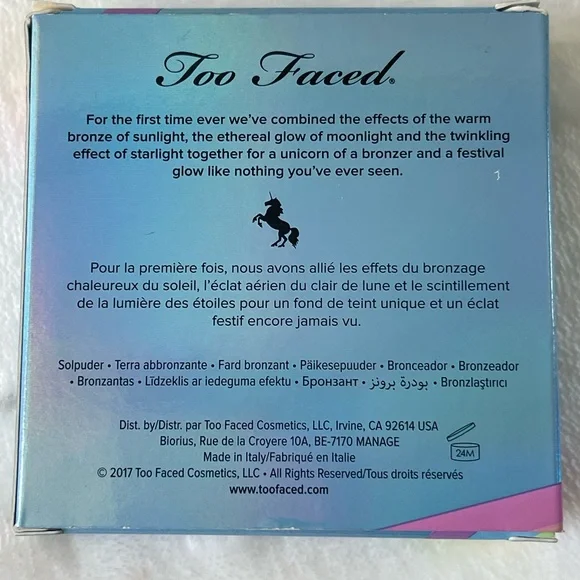 Too Faced®
For the first time ever we've combined the effects of the warm
bronze of sunlight, the ethereal glow of moonlight and the twinkling
effect of starlight together for a unicorn of a bronzer and a festival
glow like nothing you've ever seen.
Pour la première fois, nous avons allié les effets du bronzage
chaleureux du soleil, l'éclat aérien du clair de lune et le scintillement
de la lumière des étoiles pour un fond de teint unique et un éclat
festif encore jamais vu.
Solpuder • Terra abbronzante • Fard bronzant • Päikesepuuder • Bronceador • Bronzeador
• Bronzantas • Līdzeklis ar iedeguma efektu • Бронзант • بودرة برونز • Bronzlaştırıcı
Dist. by/Distr. par Too Faced Cosmetics, LLC, Irvine, CA 92614 USA
Biorius, Rue de la Croyere 10A, BE-7170 MANAGE
Made in Italy/Fabriqué en Italie
© 2017 Too Faced Cosmetics, LLC • All Rights Reserved/Tous droits réservés
www.toofaced.com
24M